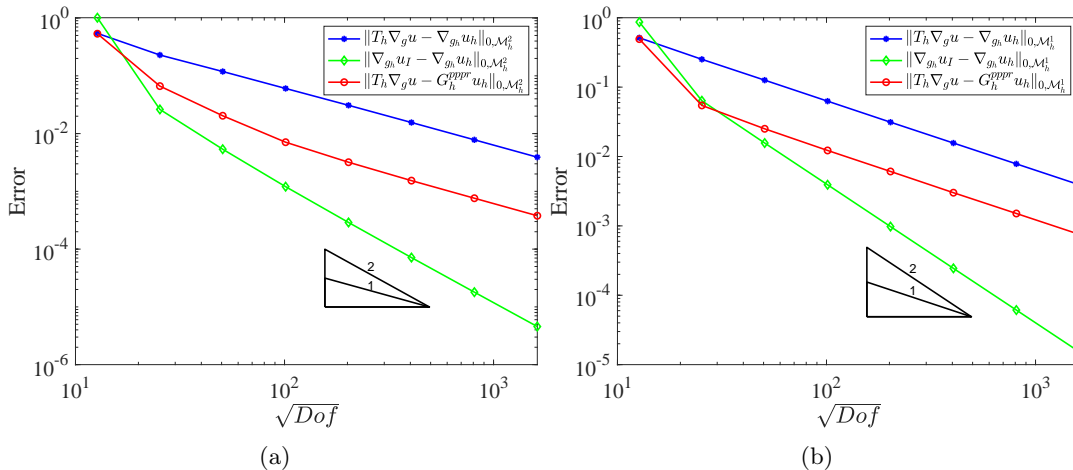 10^0
10^{-2}
10^{-4}
10^{-6}
Error
‖T_h∇_g u − ∇_{g_h} u_h‖_{0,𝓜_h^2}
‖∇_{g_h} u_I − ∇_{g_h} u_h‖_{0,𝓜_h^2}
‖T_h∇_g u − G_h^{pppr} u_h‖_{0,𝓜_h^2}
2
1
10^1
10^2
10^3
√Dof
(a)
10^0
10^{-1}
10^{-2}
10^{-3}
10^{-4}
10^{-5}
Error
‖T_h∇_g u − ∇_{g_h} u_h‖_{0,𝓜_h^1}
‖∇_{g_h} u_I − ∇_{g_h} u_h‖_{0,𝓜_h^1}
‖T_h∇_g u − G_h^{pppr} u_h‖_{0,𝓜_h^1}
2
1
10^1
10^2
10^3
√Dof
(b)